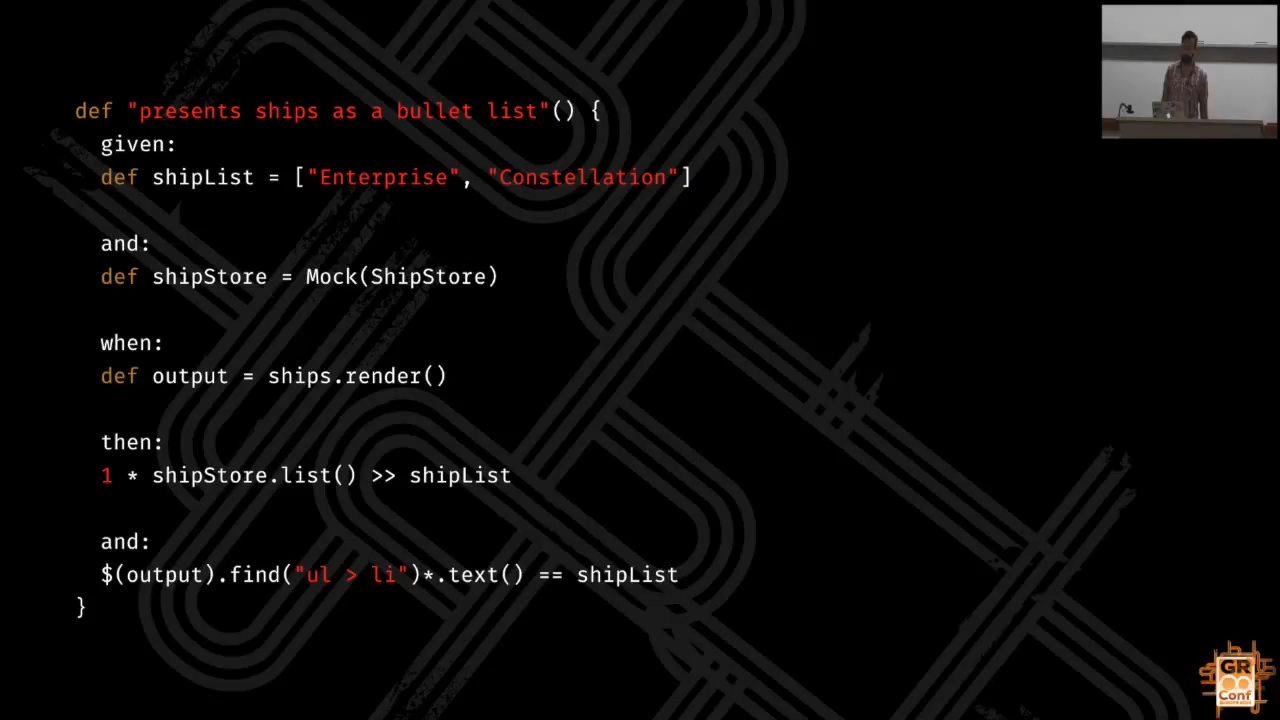 def "presents ships as a bullet list"() {
given:
def shipList = ["Enterprise", "Constellation"]
and:
def shipStore = Mock(ShipStore)
when:
def output = ships.render()
then:
1 * shipStore.list() >> shipList
and:
$(output).find("ul > li")*.text() == shipList
}
GR
Conf